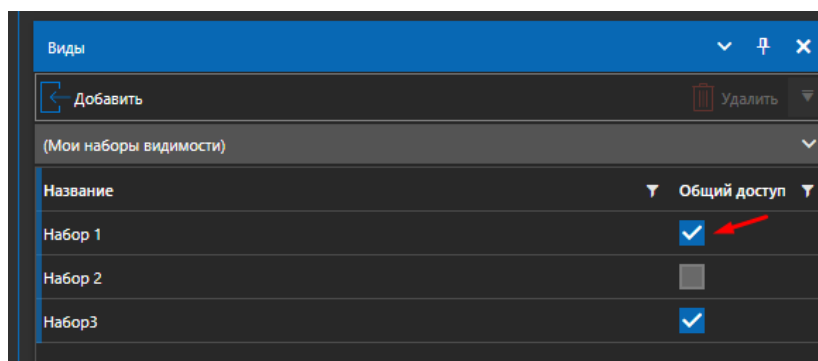 Виды
Добавить Удалить
(Мои наборы видимости)
Название Общий доступ
Набор 1
Набор 2
Набор3